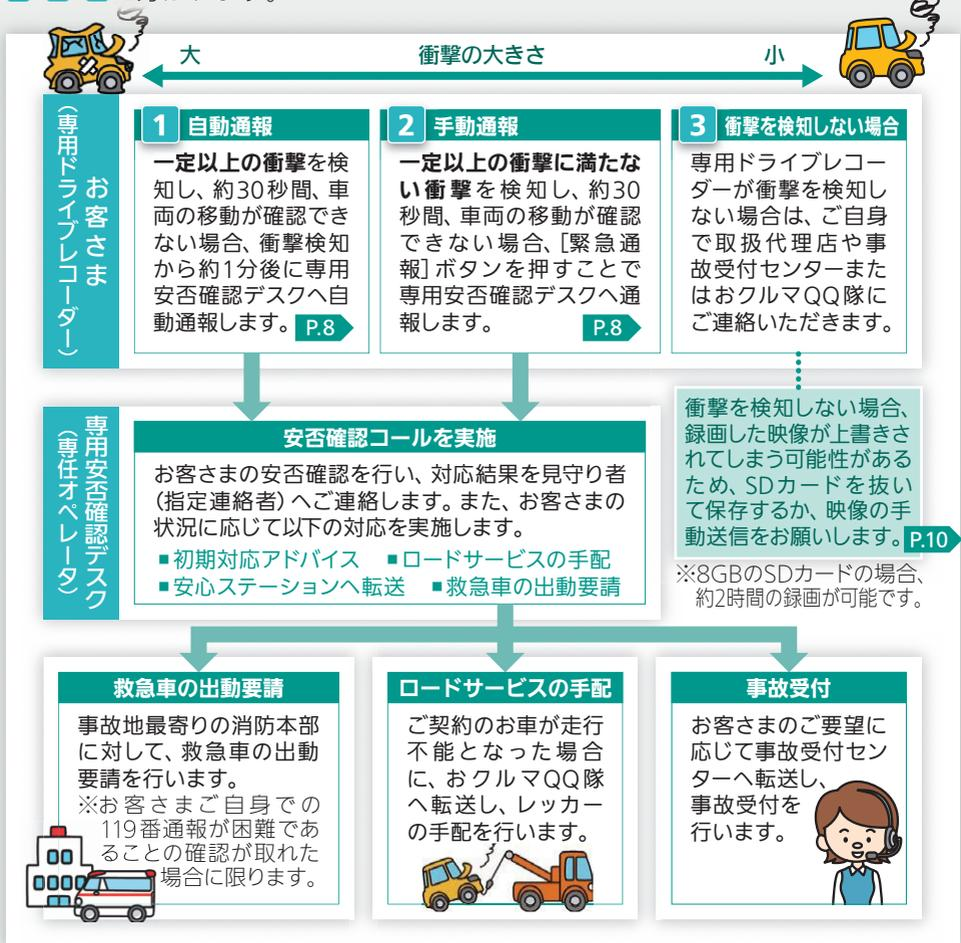 大 衝撃の大きさ 小
お客さま
（専用ドライブレコーダー）
1 自動通報
一定以上の衝撃を検
知し、約30秒間、車
両の移動が確認でき
ない場合、衝撃検知
から約1分後に専用
安否確認デスクへ自
動通報します。 P.8
2 手動通報
一定以上の衝撃に満たな
い衝撃を検知し、約30
秒間、車両の移動が確認
できない場合、［緊急通
報］ボタンを押すことで
専用安否確認デスクへ通
報します。 P.8
3 衝撃を検知しない場合
専用ドライブレコー
ダーが衝撃を検知し
ない場合は、ご自身
で取扱代理店や事
故受付センターまた
はおクルマQQ隊に
ご連絡いただきます。
衝撃を検知しない場合、
録画した映像が上書きさ
れてしまう可能性がある
ため、SDカードを抜い
て保存するか、映像の手
動送信をお願いします。 P.10
※8GBのSDカードの場合、
約2時間の録画が可能です。
専用安否確認デスク
（専任オペレータ）
安否確認コールを実施
お客さまの安否確認を行い、対応結果を見守り者
（指定連絡者）へご連絡します。また、お客さまの
状況に応じて以下の対応を実施します。
■初期対応アドバイス ■ロードサービスの手配
■安心ステーションへ転送 ■救急車の出動要請
救急車の出動要請
事故地最寄りの消防本部
に対して、救急車の出動
要請を行います。
※お客さまご自身での
119番通報が困難であ
ることの確認が取れた
場合に限ります。
ロードサービスの手配
ご契約のお車が走行
不能となった場合
に、おクルマQQ隊
へ転送し、レッカー
の手配を行います。
事故受付
お客さまのご要望に
応じて事故受付セン
ターへ転送し、
事故受付を
行います。